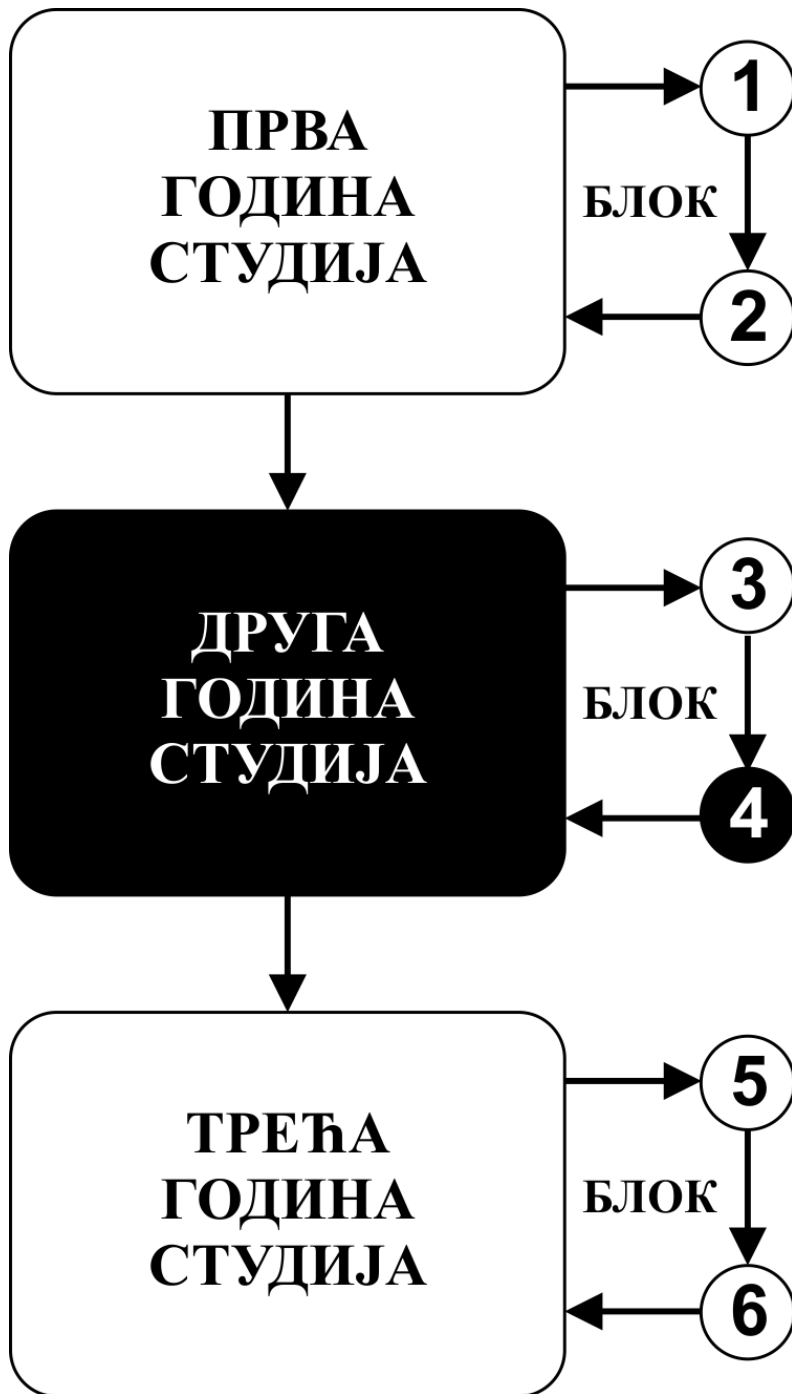 ПРВА
ГОДИНА
СТУДИЈА
1
БЛОК
2
ДРУГА
ГОДИНА
СТУДИЈА
3
БЛОК
4
ТРЕЋА
ГОДИНА
СТУДИЈА
5
БЛОК
6